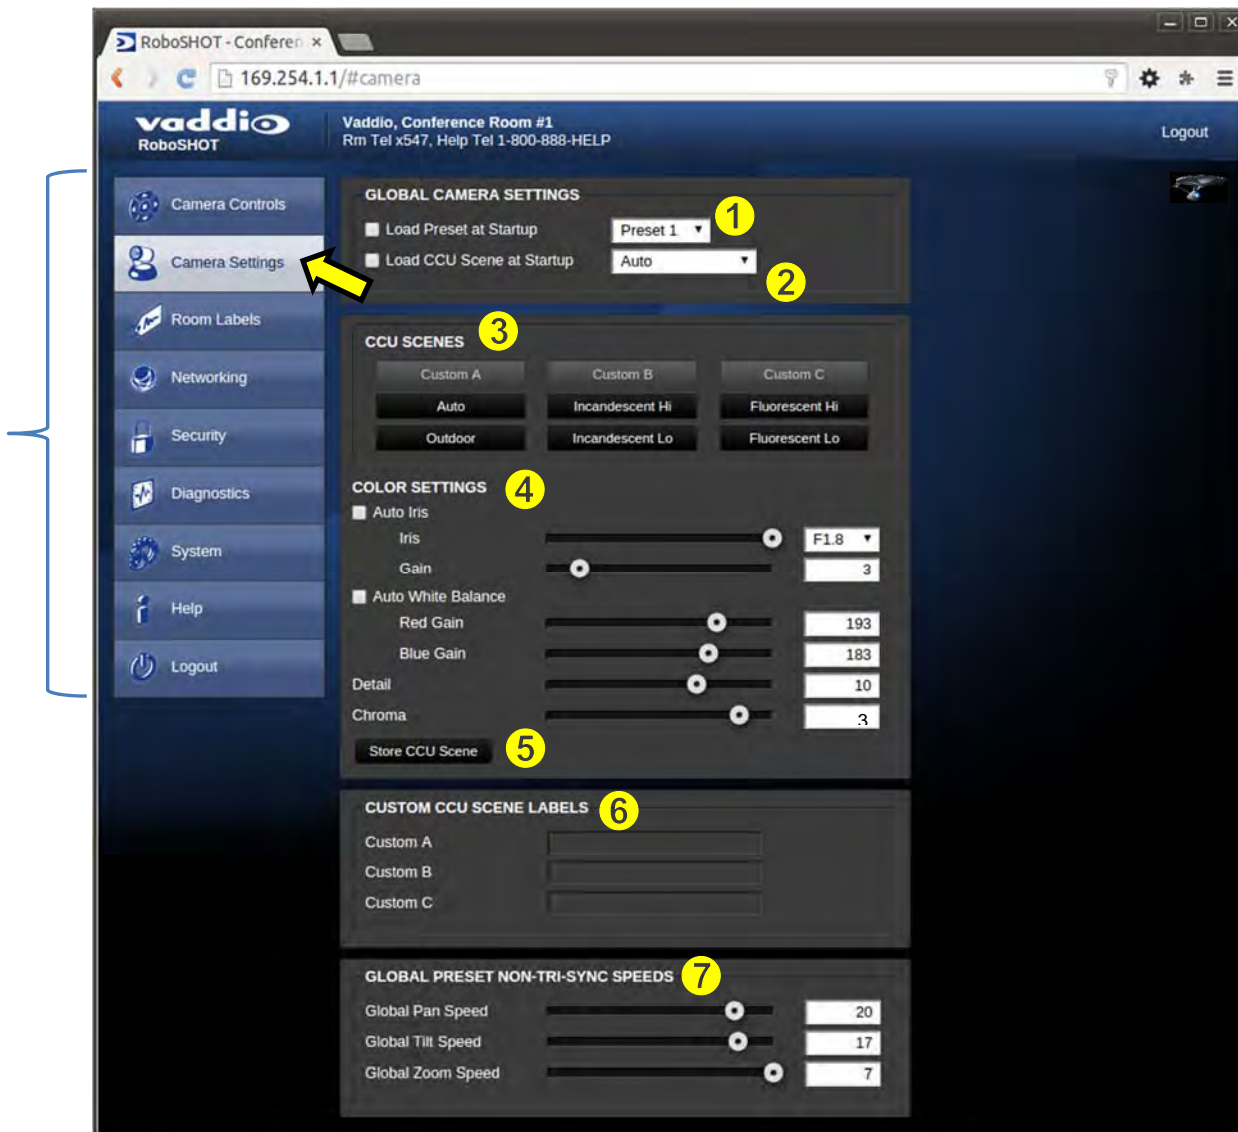 RoboSHOT - Conferen ×
169.254.1.1/#camera
vaddio
RoboSHOT
Vaddio, Conference Room #1
Rm Tel x547, Help Tel 1-800-888-HELP
Logout
Camera Controls
Camera Settings
Room Labels
Networking
Security
Diagnostics
System
Help
Logout
GLOBAL CAMERA SETTINGS
Load Preset at Startup Preset 1 1
Load CCU Scene at Startup Auto 2
CCU SCENES 3
Custom A Custom B Custom C
Auto Incandescent Hi Fluorescent Hi
Outdoor Incandescent Lo Fluorescent Lo
COLOR SETTINGS 4
Auto Iris
Iris F1.8
Gain 3
Auto White Balance
Red Gain 193
Blue Gain 183
Detail 10
Chroma 3
Store CCU Scene 5
CUSTOM CCU SCENE LABELS 6
Custom A
Custom B
Custom C
GLOBAL PRESET NON-TRI-SYNC SPEEDS 7
Global Pan Speed 20
Global Tilt Speed 17
Global Zoom Speed 7